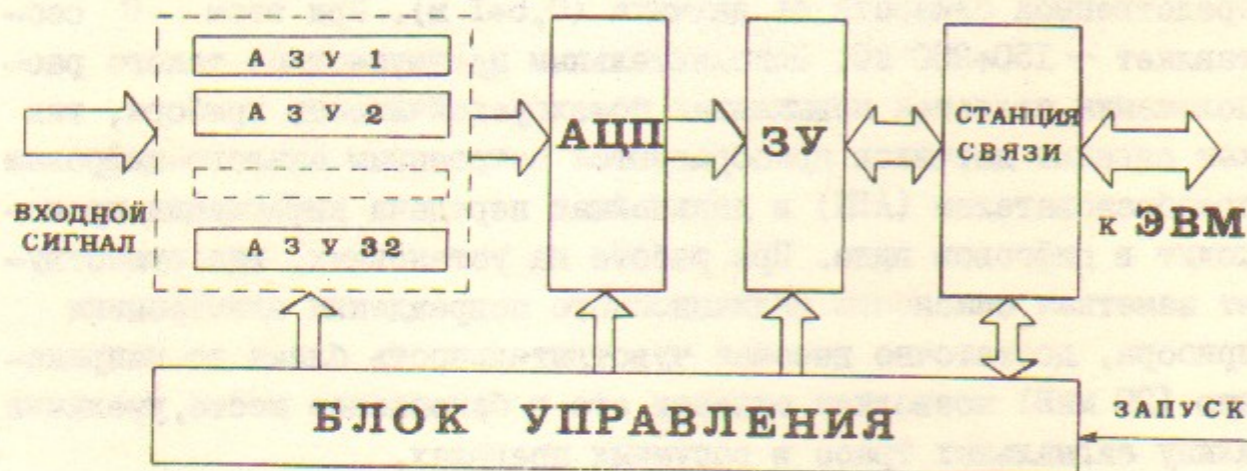 А З У 1
А З У 2
А З У 32
ВХОДНОЙ
СИГНАЛ
АЦП
ЗУ
СТАНЦИЯ
СВЯЗИ
к ЭВМ
БЛОК УПРАВЛЕНИЯ
ЗАПУСК